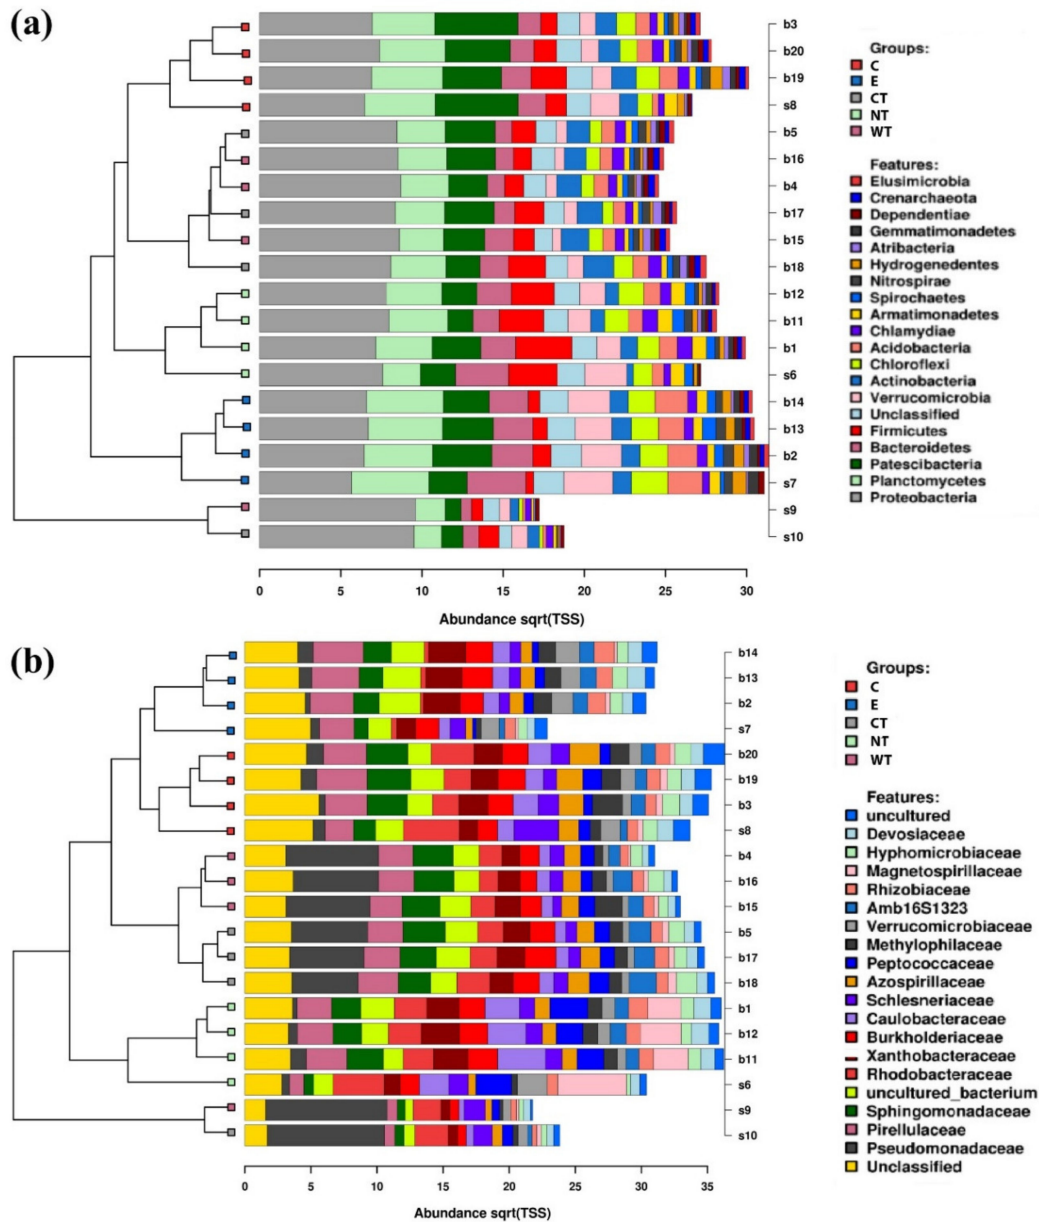 (a)
b3
b20
b19
s8
b5
b16
b4
b17
b15
b18
b12
b11
b1
s6
b14
b13
b2
s7
s9
s10
0 5 10 15 20 25 30
Abundance sqrt(TSS)
Groups:
C
E
CT
NT
WT
Features:
Elusimicrobia
Crenarchaeota
Dependentiae
Gemmatimonadetes
Atribacteria
Hydrogenedentes
Nitrospirae
Spirochaetes
Armatimonadetes
Chlamydiae
Acidobacteria
Chloroflexi
Actinobacteria
Verrucomicrobia
Unclassified
Firmicutes
Bacteroidetes
Patescibacteria
Planctomycetes
Proteobacteria
(b)
b14
b13
b2
s7
b20
b19
b3
s8
b4
b16
b15
b5
b17
b18
b1
b12
b11
s6
s9
s10
0 5 10 15 20 25 30 35
Abundance sqrt(TSS)
Groups:
C
E
CT
NT
WT
Features:
uncultured
Devosiaceae
Hyphomicrobiaceae
Magnetospirillaceae
Rhizobiaceae
Amb16S1323
Verrucomicrobiaceae
Methylophilaceae
Peptococcaceae
Azospirillaceae
Schlesneriaceae
Caulobacteraceae
Burkholderiaceae
Xanthobacteraceae
Rhodobacteraceae
uncultured_bacterium
Sphingomonadaceae
Pirellulaceae
Pseudomonadaceae
Unclassified